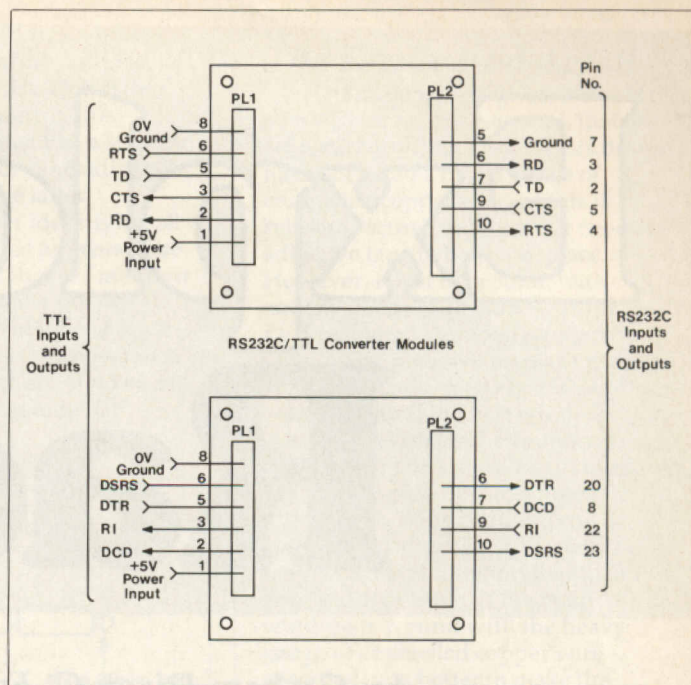 Pin
No.
PL1
PL2
0V
Ground
8
RTS
6
TD
5
CTS
3
RD
2
+5V
Power
Input
1
5
Ground
7
6
RD
3
7
TD
2
9
CTS
5
10
RTS
4
TTL
Inputs
and
Outputs
RS232C/TTL Converter Modules
RS232C
Inputs
and
Outputs
PL1
PL2
0V
Ground
8
DSRS
6
DTR
5
RI
3
DCD
2
+5V
Power
Input
1
6
DTR
20
7
DCD
8
9
RI
22
10
DSRS
23